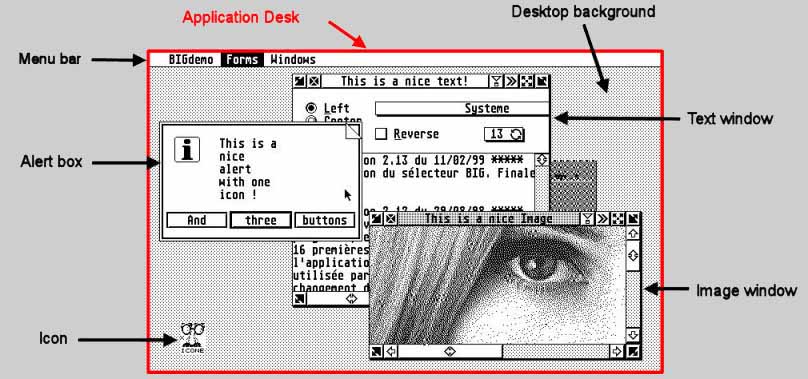 Application Desk
Desktop background
Menu bar
BIGdemo Forms Windows
This is a nice text!
Left
Systeme
Center
Text window
Reverse
13
Alert box
This is a
nice
alert
with one
icon !
And three buttons
on 2.13 du 11/02/99 *****
on du sélecteur BIG. Finale
This is a nice Image
16 premières
l'applicatio
utilisée par
changement d
Image window
Icon
ICONE